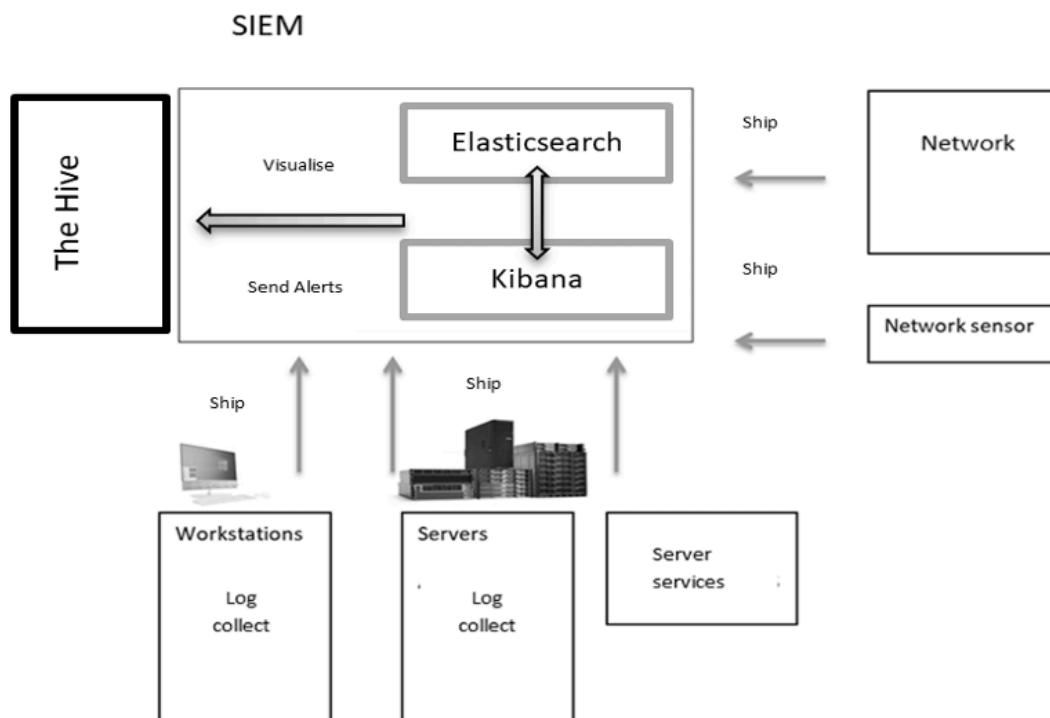 SIEM
The Hive
Visualise
Send Alerts
Elasticsearch
Kibana
Ship
Network
Ship
Network sensor
Ship
Ship
Workstations
Log
collect
Servers
Log
collect
Server
services